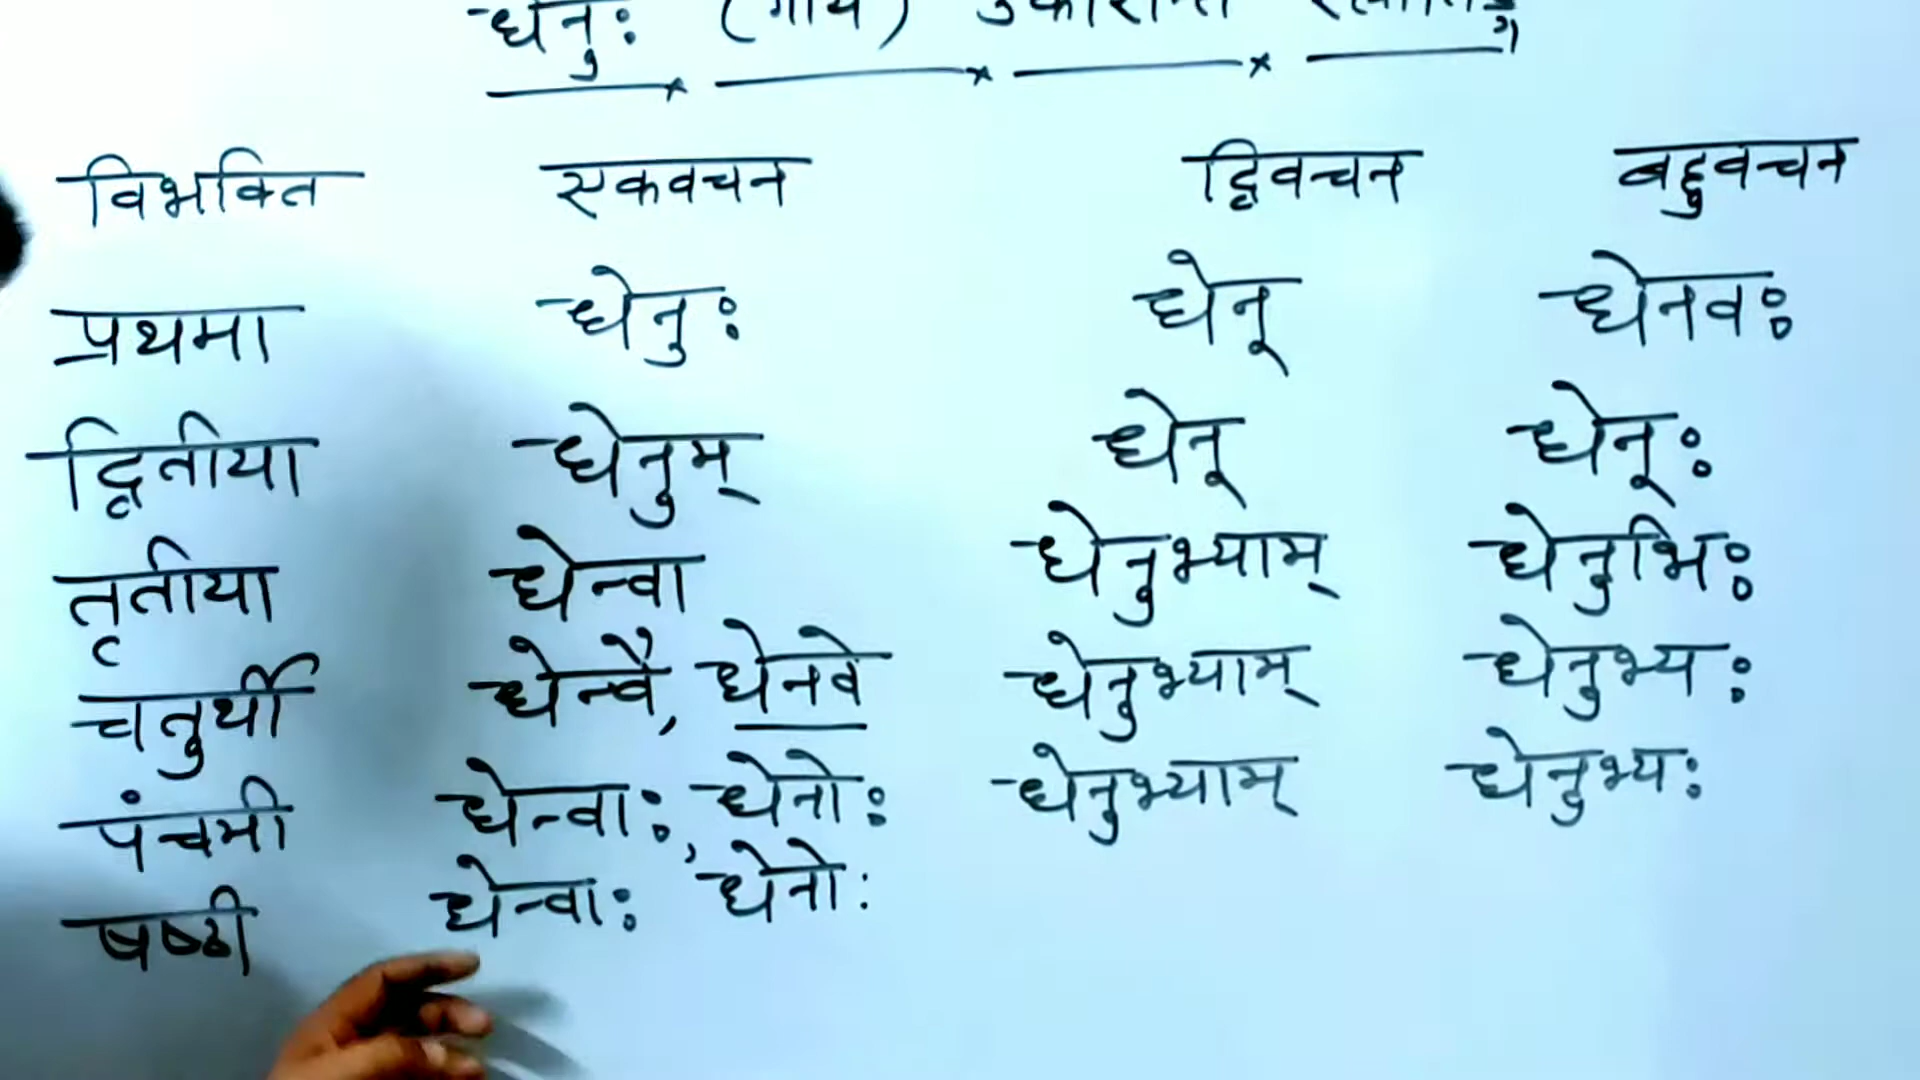 धेनुः (गाय) उकारान्त स्त्रीलिङ्ग
विभक्ति एकवचन द्विवचन बहुवचन
प्रथमा धेनुः धेनू धेनवः
द्वितीया धेनुम् धेनू धेनूः
तृतीया धेन्वा धेनुभ्याम् धेनुभिः
चतुर्थी धेन्वै, धेनवे धेनुभ्याम् धेनुभ्यः
पंचमी धेन्वाः, धेनोः धेनुभ्याम् धेनुभ्यः
षष्ठी धेन्वाः धेनोः